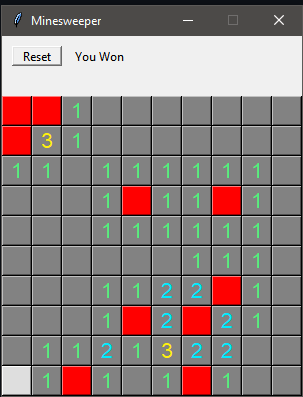 Minesweeper
Reset You Won
1
3 1
1 1 1 1 1 1 1 1
1 1 1 1
1 1 1 1 1 1
1 1 1
1 1 2 2 1
1 2 2 1
1 1 2 1 3 2 2
1 1 1 1